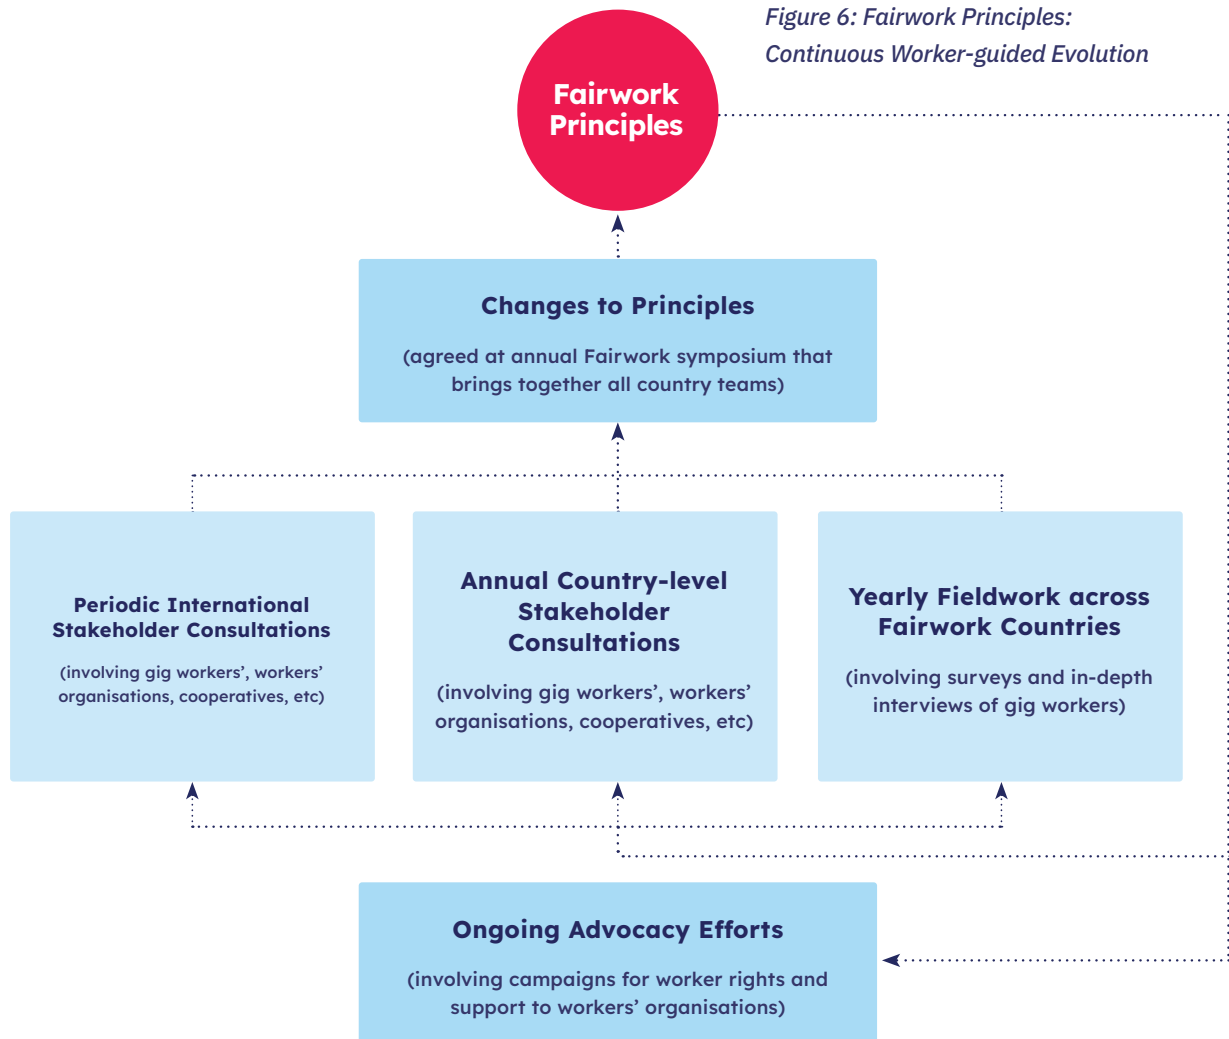 Figure 6: Fairwork Principles:
Continuous Worker-guided Evolution
Fairwork
Principles
Changes to Principles
(agreed at annual Fairwork symposium that
brings together all country teams)
Periodic International
Stakeholder Consultations
(involving gig workers’, workers’
organisations, cooperatives, etc)
Annual Country-level
Stakeholder
Consultations
(involving gig workers’, workers’
organisations, cooperatives, etc)
Yearly Fieldwork across
Fairwork Countries
(involving surveys and in-depth
interviews of gig workers)
Ongoing Advocacy Efforts
(involving campaigns for worker rights and
support to workers’ organisations)